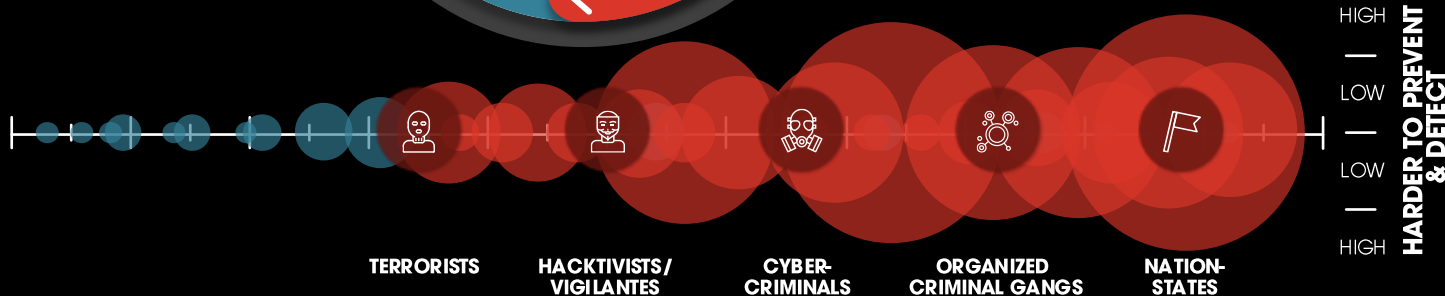 HIGH
LOW
LOW
HIGH
HARDER TO PREVENT
& DETECT
TERRORISTS
HACKTIVISTS/
VIGILANTES
CYBER-
CRIMINALS
ORGANIZED
CRIMINAL GANGS
NATION-
STATES